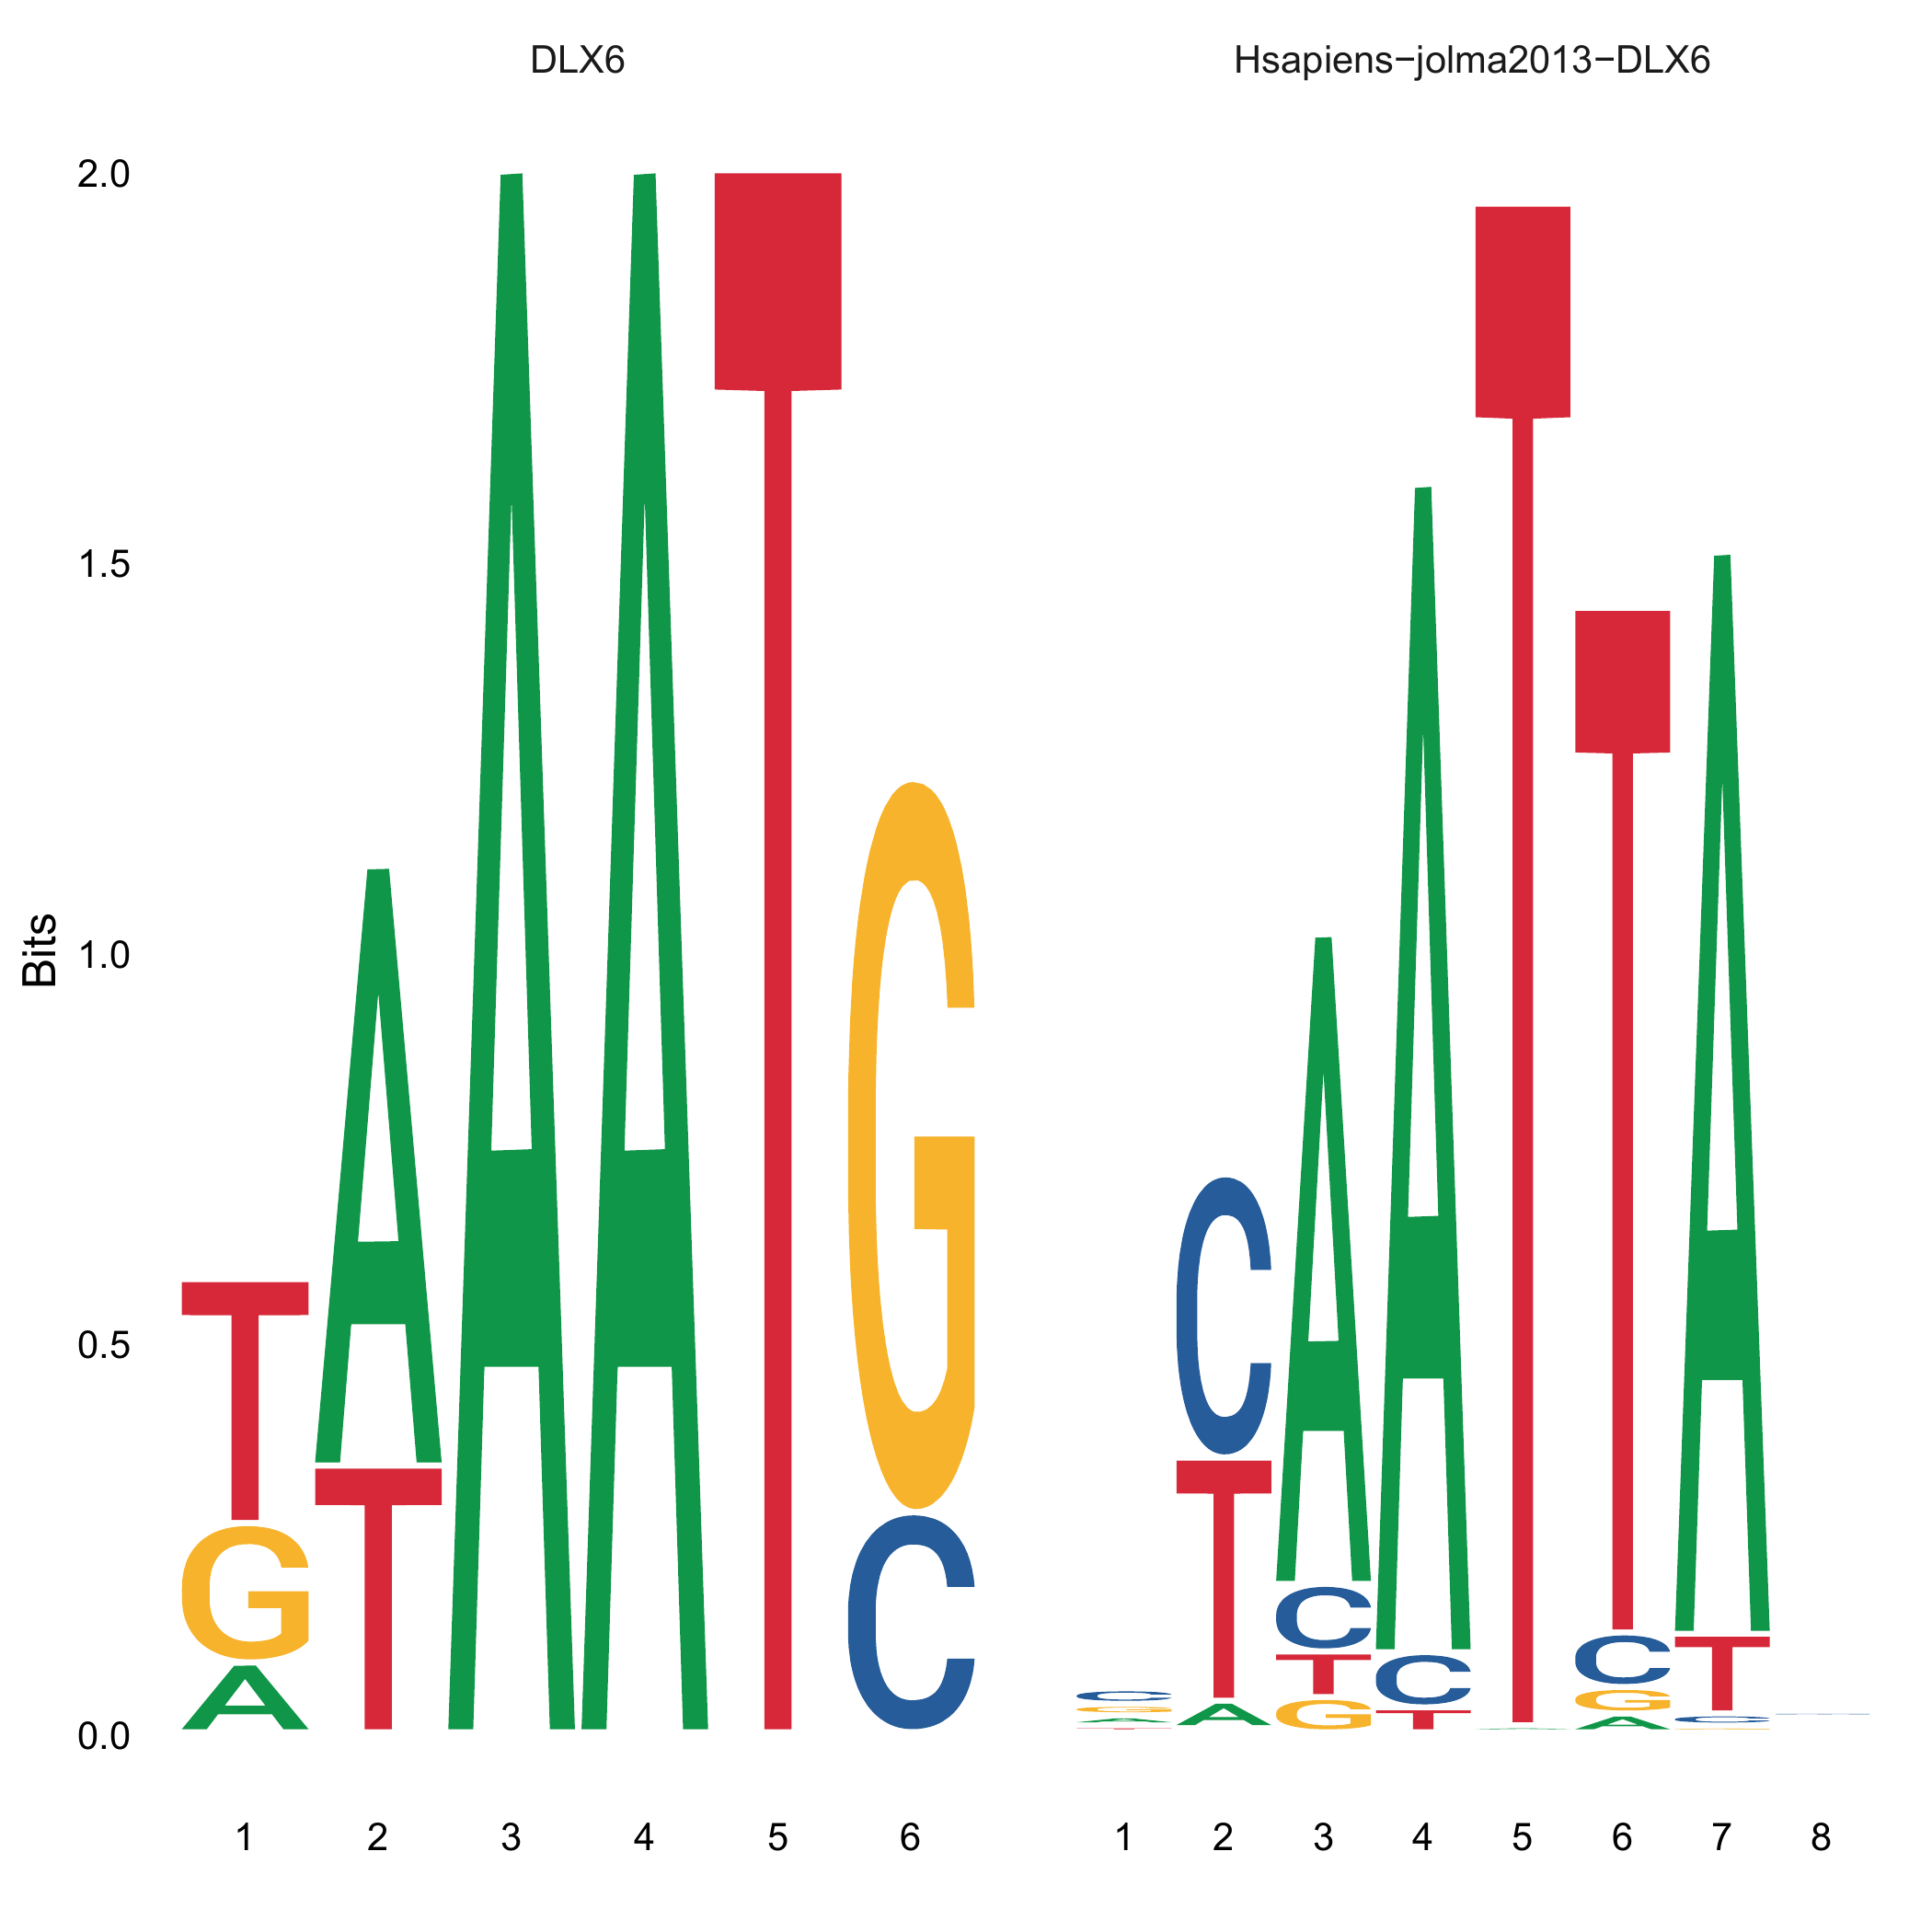 DLX6
Hsapiens−jolma2013−DLX6
Bits
2.0
1.5
1.0
0.5
0.0
T A A A T G
G T C
A
C A A T T A
T C C C T
A T T G C
G A
C
G
A
T
1 2 3 4 5 6
1 2 3 4 5 6 7 8